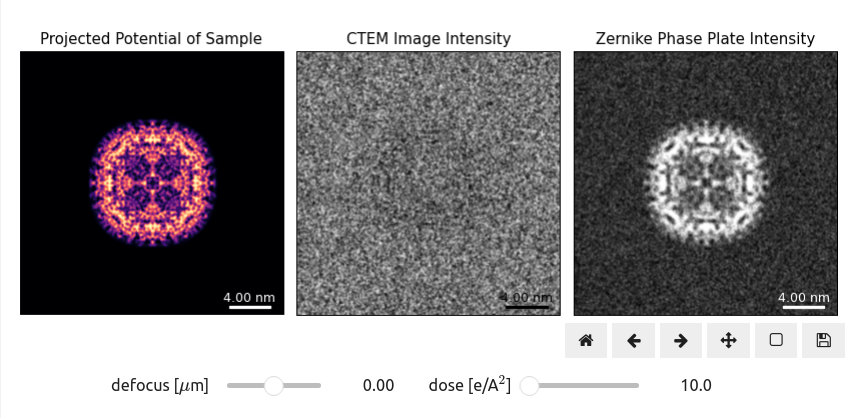 Projected Potential of Sample
CTEM Image Intensity
Zernike Phase Plate Intensity
4.00 nm
4.00 nm
4.00 nm
defocus [μm]
0.00
dose [e/A²]
10.0